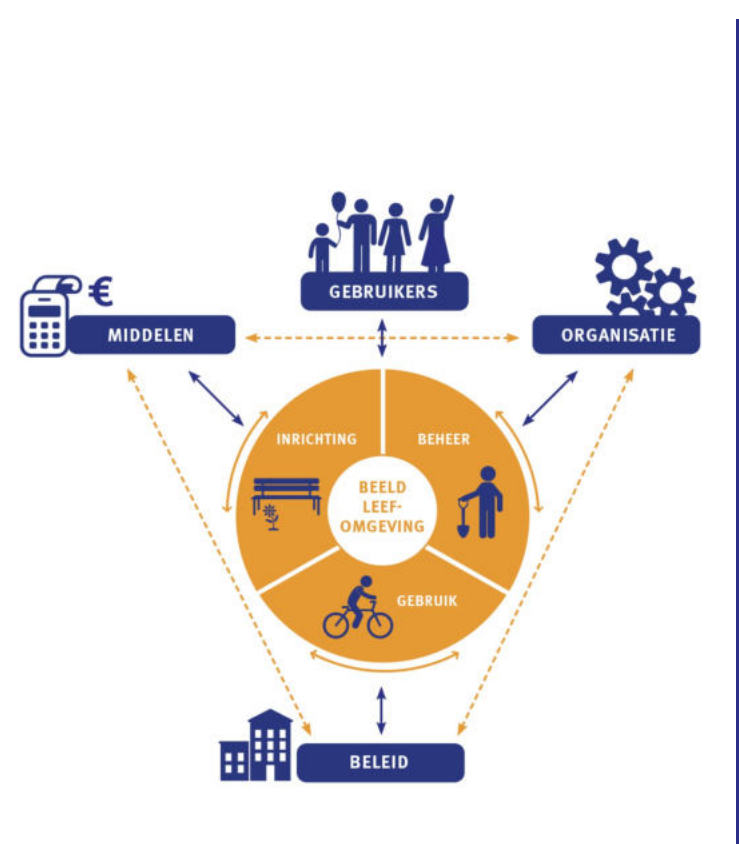 GEBRUIKERS
€
MIDDELEN
ORGANISATIE
INRICHTING
BEHEER
BEELD
LEEF-
OMGEVING
GEBRUIK
BELEID